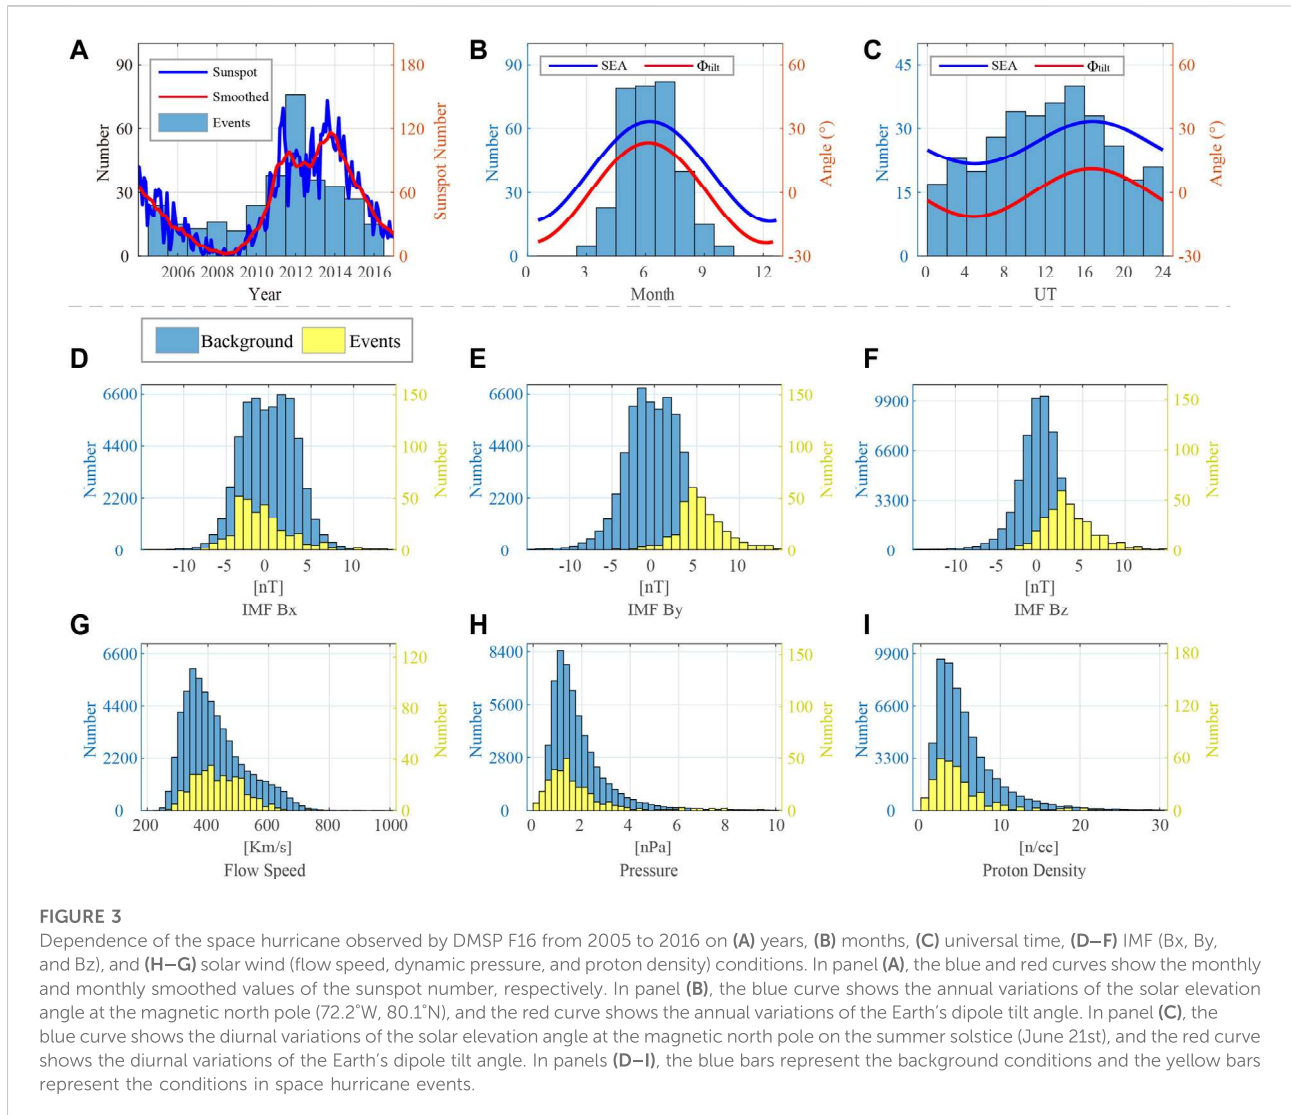 A
B
C
90
60
30
0
Number
180
120
60
0
Sunspot Number
Sunspot
Smoothed
Events
2006 2008 2010 2012 2014 2016
Year
90
60
30
0
Number
60
30
0
-30
Angle (°)
SEA
Φtilt
3 6 9 12
Month
45
30
15
0
Number
60
30
0
-30
Angle (°)
SEA
Φtilt
0 4 8 12 16 20 24
UT
Background
Events
D
E
F
6600
4400
2200
0
Number
150
100
50
0
Number
-10 -5 0 5 10
[nT]
IMF Bx
6600
4400
2200
0
Number
150
100
50
0
Number
-10 -5 0 5 10
[nT]
IMF By
9900
6600
3300
0
Number
150
100
50
0
Number
-10 -5 0 5 10
[nT]
IMF Bz
G
H
I
6600
4400
2200
0
Number
120
80
40
0
Number
200 400 600 800 1000
[Km/s]
Flow Speed
8400
5600
2800
0
Number
150
100
50
0
Number
0 2 4 6 8 10
[nPa]
Pressure
9900
6600
3300
0
Number
180
120
60
0
Number
0 10 20 30
[n/cc]
Proton Density
FIGURE 3
Dependence of the space hurricane observed by DMSP F16 from 2005 to 2016 on (A) years, (B) months, (C) universal time, (D–F) IMF (Bx, By,
and Bz), and (H–G) solar wind (flow speed, dynamic pressure, and proton density) conditions. In panel (A), the blue and red curves show the monthly
and monthly smoothed values of the sunspot number, respectively. In panel (B), the blue curve shows the annual variations of the solar elevation
angle at the magnetic north pole (72.2°W, 80.1°N), and the red curve shows the annual variations of the Earth's dipole tilt angle. In panel (C), the
blue curve shows the diurnal variations of the solar elevation angle at the magnetic north pole on the summer solstice (June 21st), and the red curve
shows the diurnal variations of the Earth's dipole tilt angle. In panels (D–I), the blue bars represent the background conditions and the yellow bars
represent the conditions in space hurricane events.